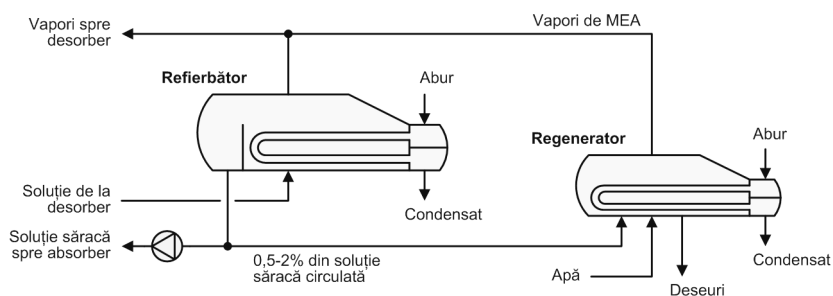 Vapori spre
desorber
Vapori de MEA
Refierbător
Abur
Regenerator
Abur
Soluție de la
desorber
Condensat
Soluție săracă
spre absorber
0,5-2% din soluție
săracă circulată
Apă
Condensat
Deseuri